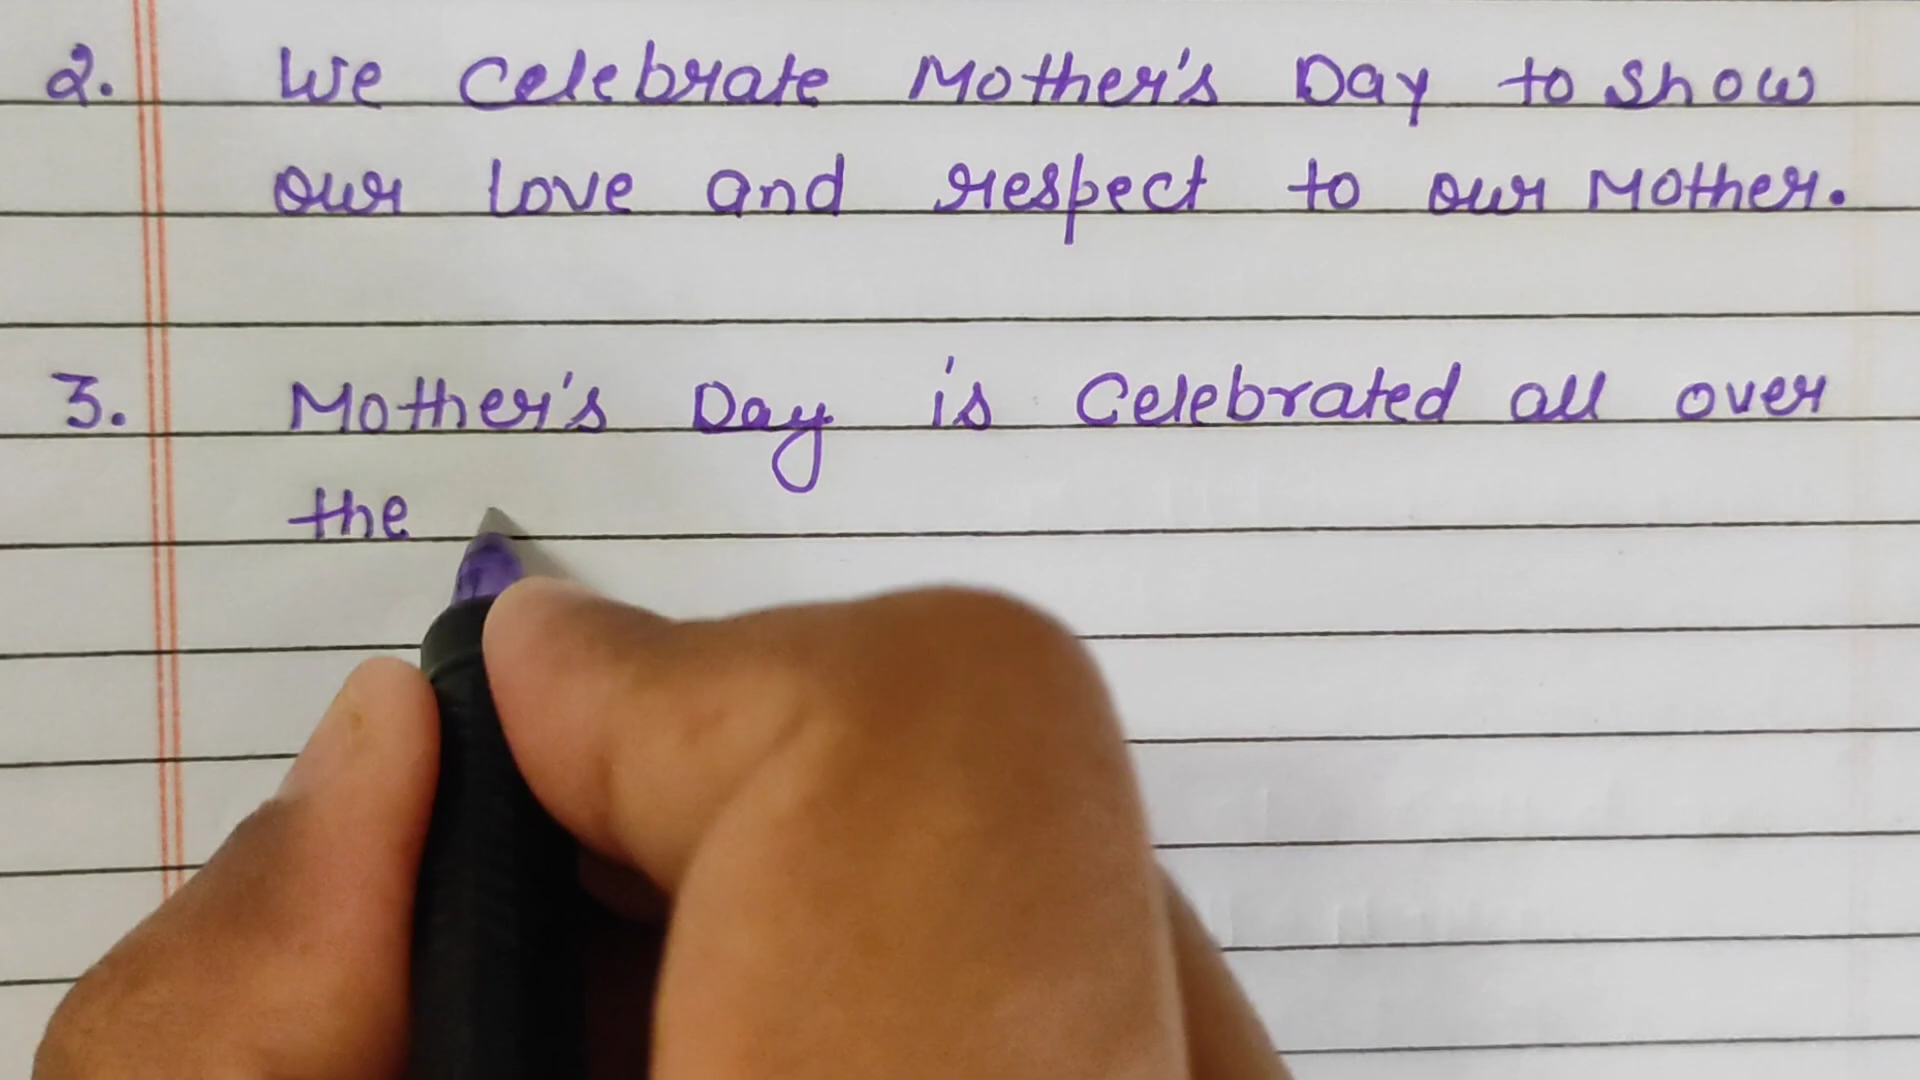 2. We Celebrate Mother's Day to show
our love and respect to our Mother.
3. Mother's Day is Celebrated all over
the